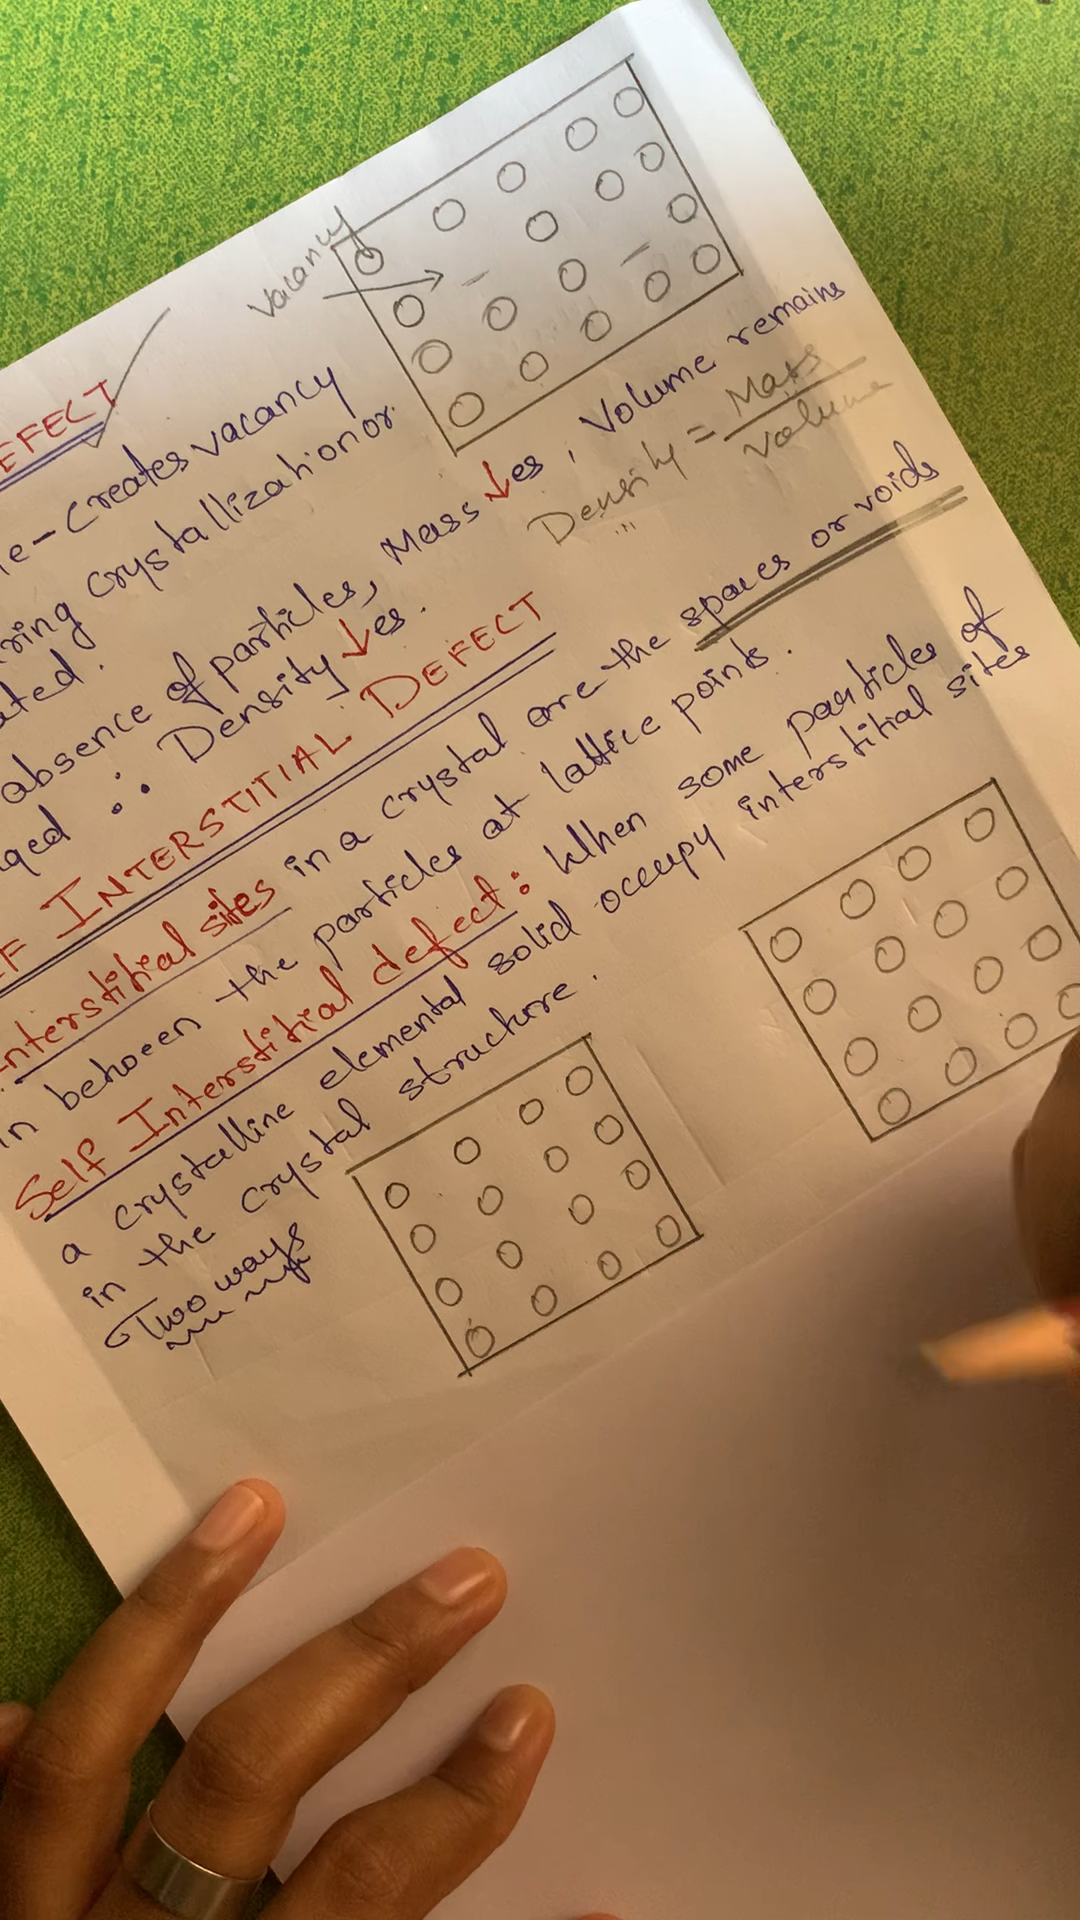 Vacancy
EFECT
e-Creates vacancy
ring crystallization or
ated.
absence of particles, Mass ↓es, Volume remains
ged ∴ Density ↓es.
Density = Mass
Volume
F INTERSTITIAL DEFECT
nterstitial sites in a crystal are the spaces or voids
in between the particles at lattice points.
Self Interstitial defect: When some particles of
a crystalline elemental solid occupy interstitial sites
in the crystal structure.
Two ways